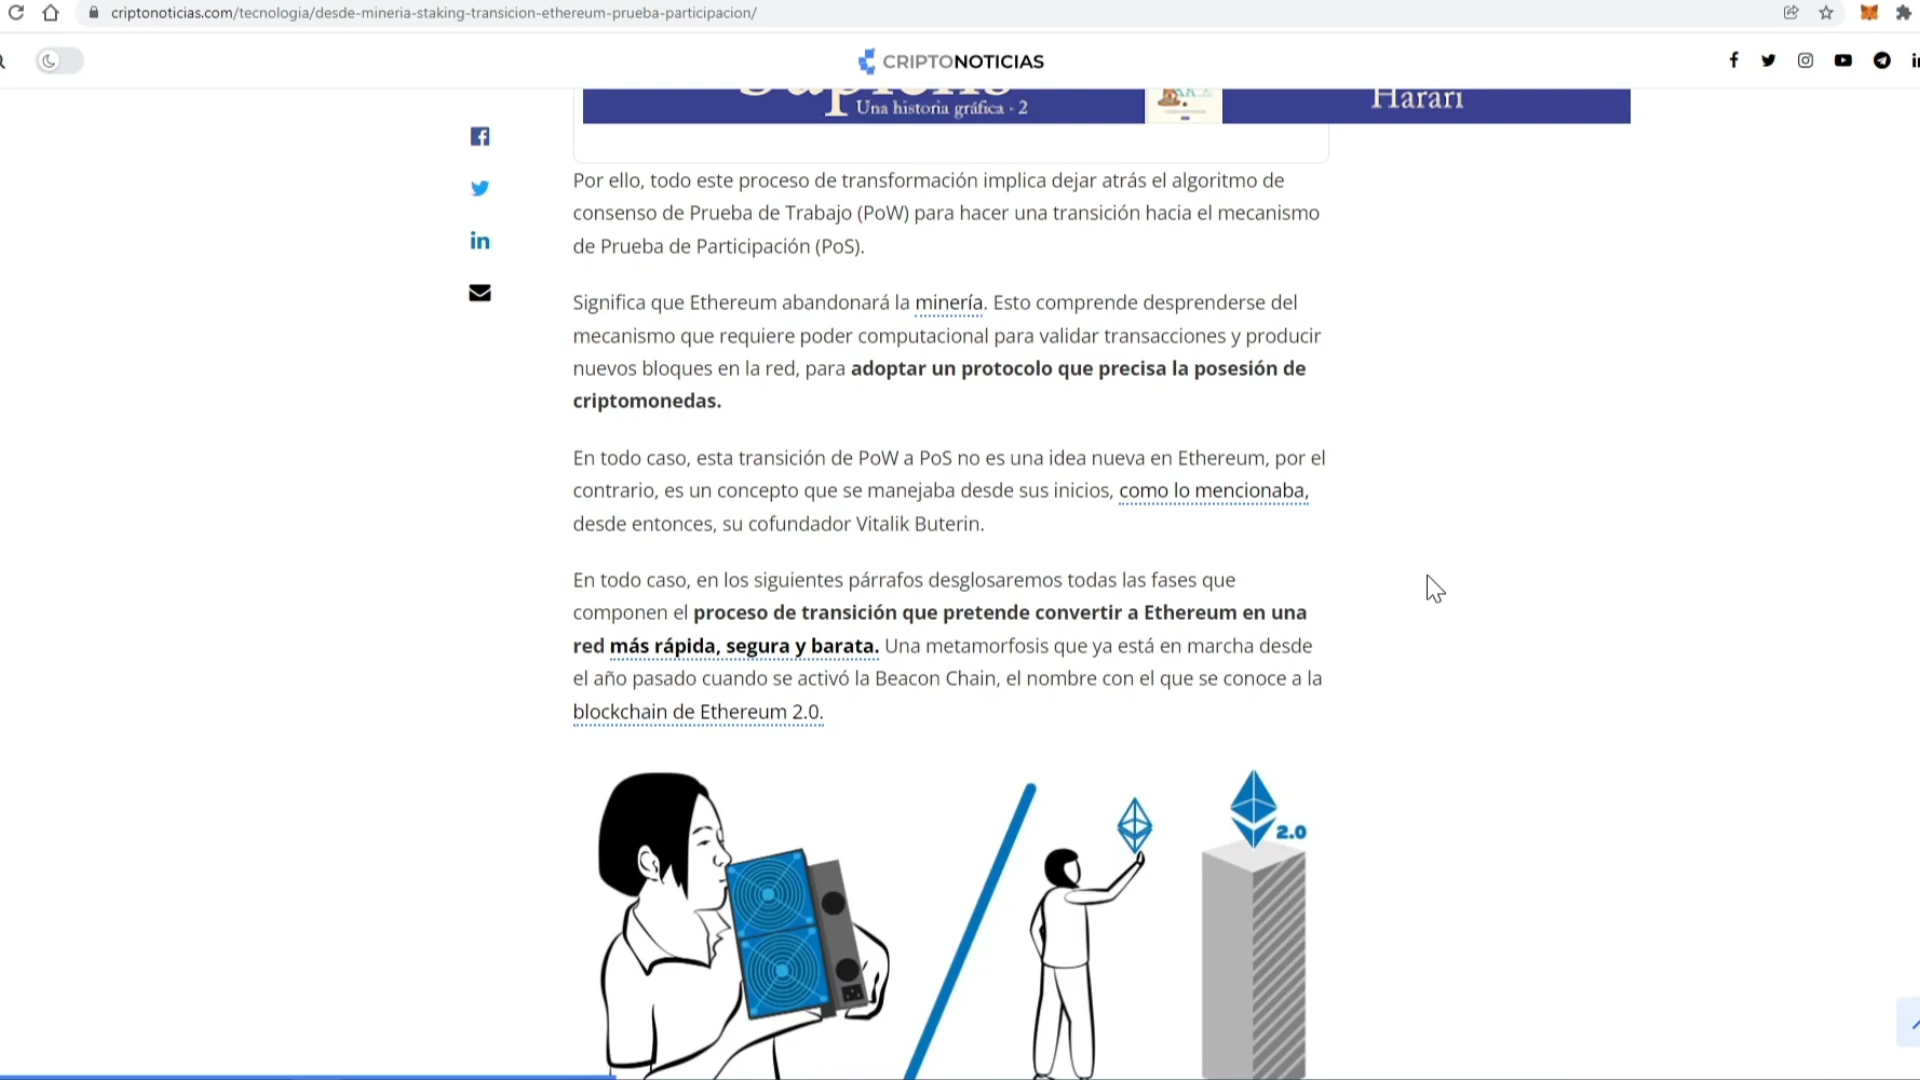 criptonoticias.com/tecnologia/desde-mineria-staking-transicion-ethereum-prueba-participacion/
CRIPTONOTICIAS
Sapiens
Una historia gráfica - 2
Harari
Por ello, todo este proceso de transformación implica dejar atrás el algoritmo de
consenso de Prueba de Trabajo (PoW) para hacer una transición hacia el mecanismo
de Prueba de Participación (PoS).
Significa que Ethereum abandonará la minería. Esto comprende desprenderse del
mecanismo que requiere poder computacional para validar transacciones y producir
nuevos bloques en la red, para adoptar un protocolo que precisa la posesión de
criptomonedas.
En todo caso, esta transición de PoW a PoS no es una idea nueva en Ethereum, por el
contrario, es un concepto que se manejaba desde sus inicios, como lo mencionaba,
desde entonces, su cofundador Vitalik Buterin.
En todo caso, en los siguientes párrafos desglosaremos todas las fases que
componen el proceso de transición que pretende convertir a Ethereum en una
red más rápida, segura y barata. Una metamorfosis que ya está en marcha desde
el año pasado cuando se activó la Beacon Chain, el nombre con el que se conoce a la
blockchain de Ethereum 2.0.
2.0